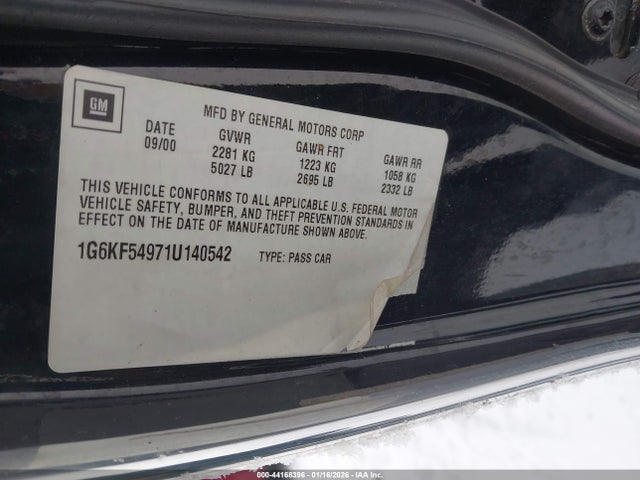 GM
MFD BY GENERAL MOTORS CORP
DATE GVWR GAWR FRT GAWR RR
09/00 2281 KG 1223 KG 1058 KG
5027 LB 2695 LB 2332 LB
THIS VEHICLE CONFORMS TO ALL APPLICABLE U.S. FEDERAL MOTOR
VEHICLE SAFETY, BUMPER, AND THEFT PREVENTION STANDARDS IN
EFFECT ON THE DATE OF MANUFACTURE SHOWN ABOVE.
1G6KF54971U140542 TYPE: PASS CAR
000-44168396 - 01/16/2026 - IAA Inc.